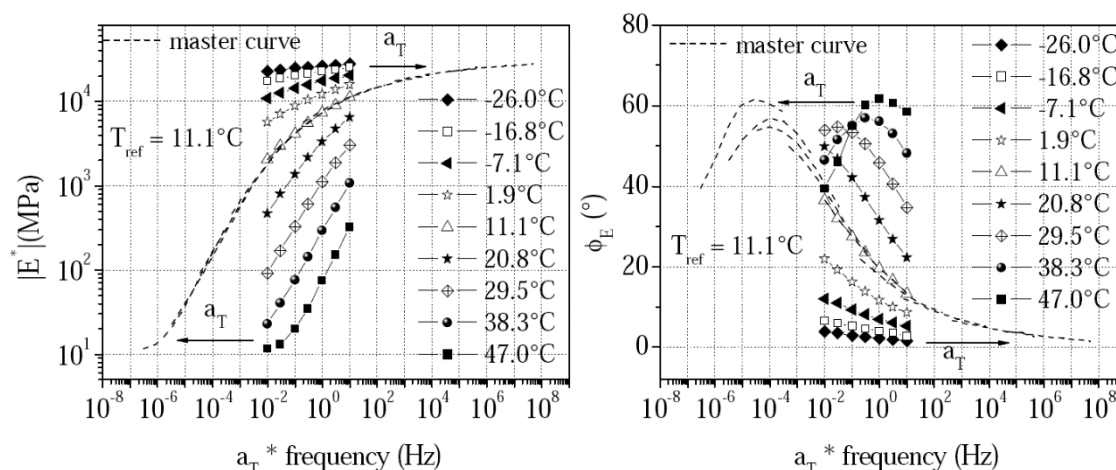 master curve
a_T
10^4
10^3
10^2
10^1
|E^*|(MPa)
T_ref = 11.1°C
a_T
-26.0°C
-16.8°C
-7.1°C
1.9°C
11.1°C
20.8°C
29.5°C
38.3°C
47.0°C
10^-8 10^-6 10^-4 10^-2 10^0 10^2 10^4 10^6 10^8
a_T * frequency (Hz)
80
60
40
20
0
ϕ_E (°)
master curve
a_T
T_ref = 11.1°C
a_T
-26.0°C
-16.8°C
-7.1°C
1.9°C
11.1°C
20.8°C
29.5°C
38.3°C
47.0°C
10^-8 10^-6 10^-4 10^-2 10^0 10^2 10^4 10^6 10^8
a_T * frequency (Hz)